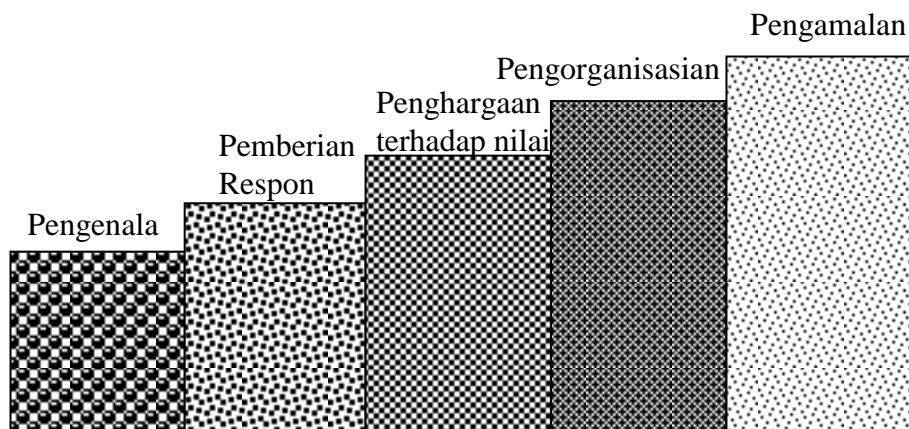 Pengenala
Pemberian
Respon
Penghargaan
terhadap nilai
Pengorganisasian
Pengamalan